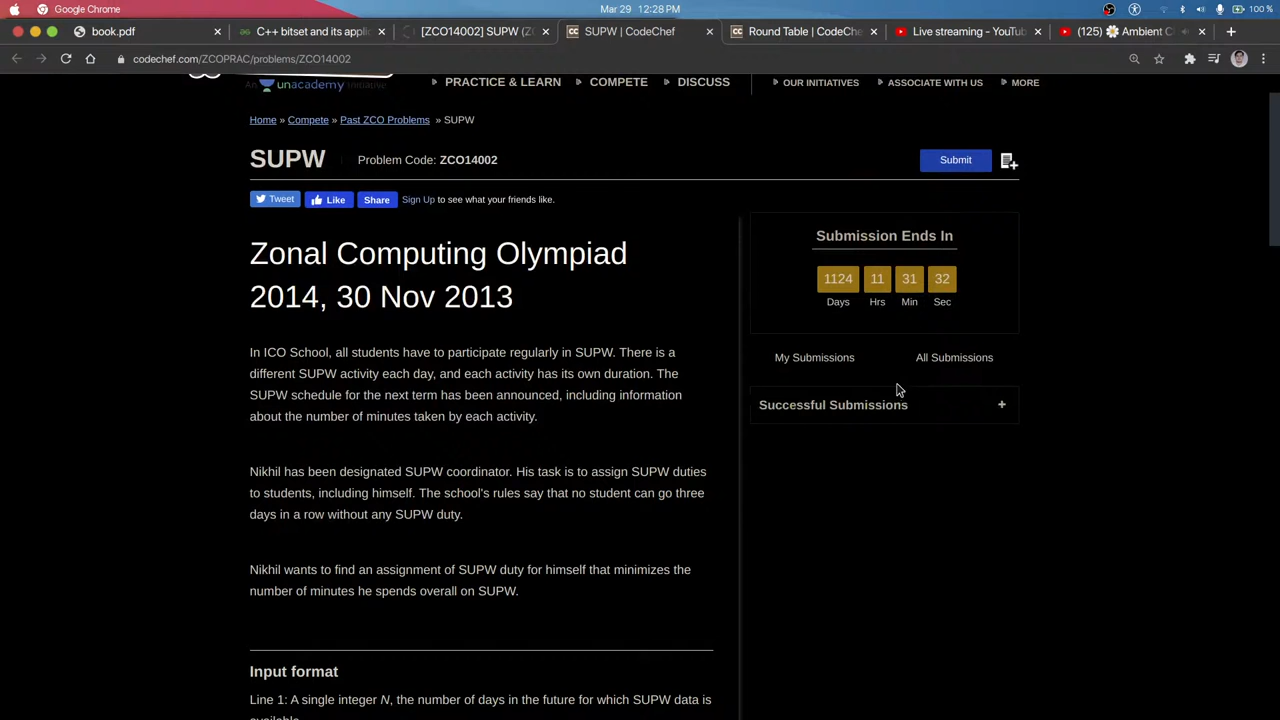 Google Chrome
Mar 29 12:28 PM
100 %
book.pdf
C++ bitset and its appli
[ZCO14002] SUPW (Z
SUPW | CodeChef
Round Table | CodeChe
Live streaming - YouTub
(125) 🌼 Ambient C
codechef.com/ZCOPRAC/problems/ZCO14002
An unacademy Initiative
PRACTICE & LEARN
COMPETE
DISCUSS
OUR INITIATIVES
ASSOCIATE WITH US
MORE
Home » Compete » Past ZCO Problems » SUPW
SUPW
Problem Code: ZCO14002
Submit
Tweet
Like
Share
Sign Up to see what your friends like.
Zonal Computing Olympiad
2014, 30 Nov 2013
In ICO School, all students have to participate regularly in SUPW. There is a
different SUPW activity each day, and each activity has its own duration. The
SUPW schedule for the next term has been announced, including information
about the number of minutes taken by each activity.
Nikhil has been designated SUPW coordinator. His task is to assign SUPW duties
to students, including himself. The school's rules say that no student can go three
days in a row without any SUPW duty.
Nikhil wants to find an assignment of SUPW duty for himself that minimizes the
number of minutes he spends overall on SUPW.
Input format
Line 1: A single integer N, the number of days in the future for which SUPW data is
available.
Submission Ends In
1124 11 31 32
Days Hrs Min Sec
My Submissions
All Submissions
Successful Submissions
+